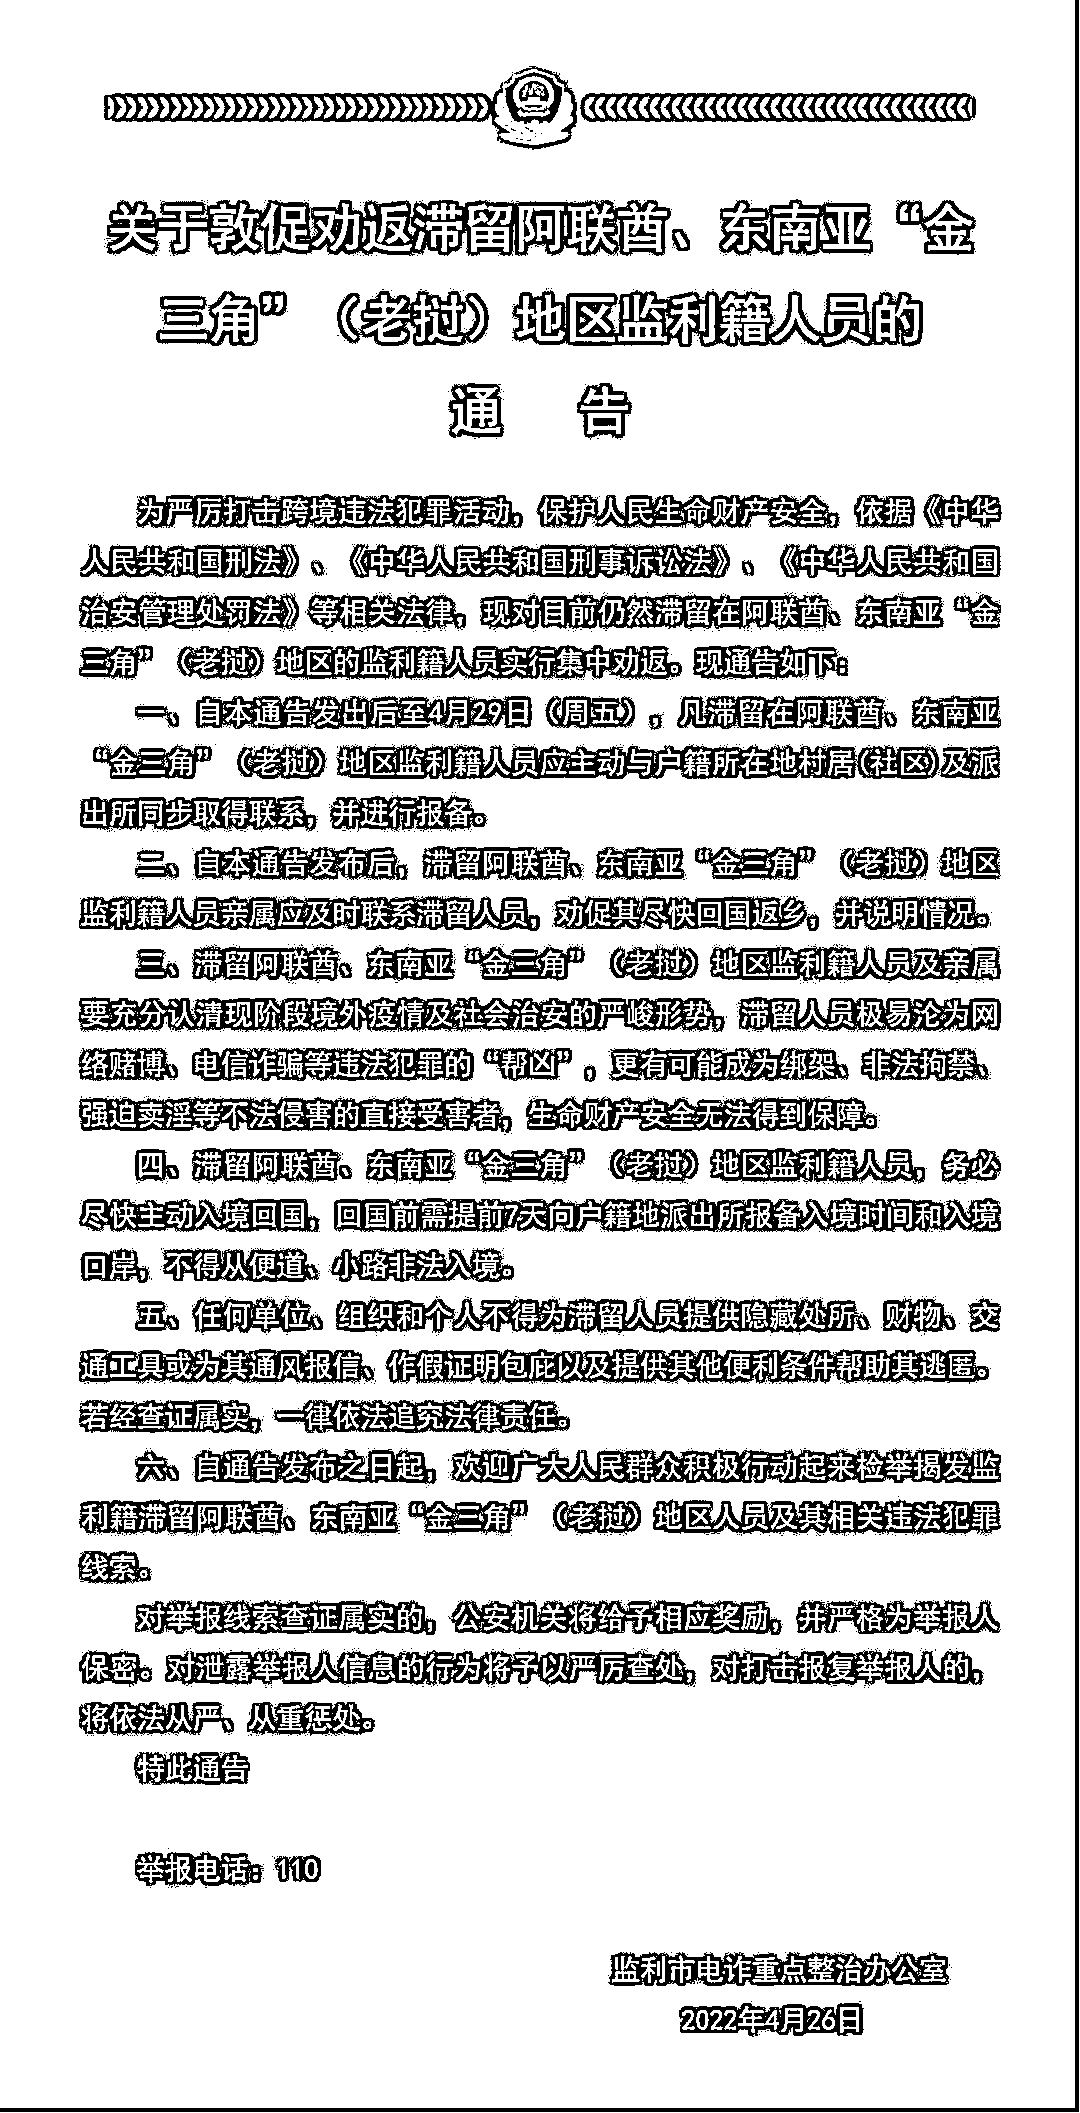 关于敦促劝返滞留阿联酋、东南亚“金
三角”（老挝）地区监利籍人员的
通 告
为严厉打击跨境违法犯罪活动，保护人民生命财产安全，依据《中华
人民共和国刑法》、《中华人民共和国刑事诉讼法》、《中华人民共和国
治安管理处罚法》等相关法律，现对目前仍然滞留在阿联酋、东南亚“金
三角”（老挝）地区的监利籍人员实行集中劝返。现通告如下：
一、自本通告发出后至4月29日（周五），凡滞留在阿联酋、东南亚
“金三角”（老挝）地区监利籍人员应主动与户籍所在地村居(社区)及派
出所同步取得联系，并进行报备。
二、自本通告发布后，滞留阿联酋、东南亚“金三角”（老挝）地区
监利籍人员亲属应及时联系滞留人员，劝促其尽快回国返乡，并说明情况。
三、滞留阿联酋、东南亚“金三角”（老挝）地区监利籍人员及亲属
要充分认清现阶段境外疫情及社会治安的严峻形势，滞留人员极易沦为网
络赌博、电信诈骗等违法犯罪的“帮凶”，更有可能成为绑架、非法拘禁、
强迫卖淫等不法侵害的直接受害者，生命财产安全无法得到保障。
四、滞留阿联酋、东南亚“金三角”（老挝）地区监利籍人员，务必
尽快主动入境回国，回国前需提前7天向户籍地派出所报备入境时间和入境
口岸，不得从便道、小路非法入境。
五、任何单位、组织和个人不得为滞留人员提供隐藏处所、财物、交
通工具或为其通风报信、作假证明包庇以及提供其他便利条件帮助其逃匿。
若经查证属实，一律依法追究法律责任。
六、自通告发布之日起，欢迎广大人民群众积极行动起来检举揭发监
利籍滞留阿联酋、东南亚“金三角”（老挝）地区人员及其相关违法犯罪
线索。
对举报线索查证属实的，公安机关将给予相应奖励，并严格为举报人
保密。对泄露举报人信息的行为将予以严厉查处，对打击报复举报人的，
将依法从严、从重惩处。
特此通告
举报电话：110
监利市电诈重点整治办公室
2022年4月26日